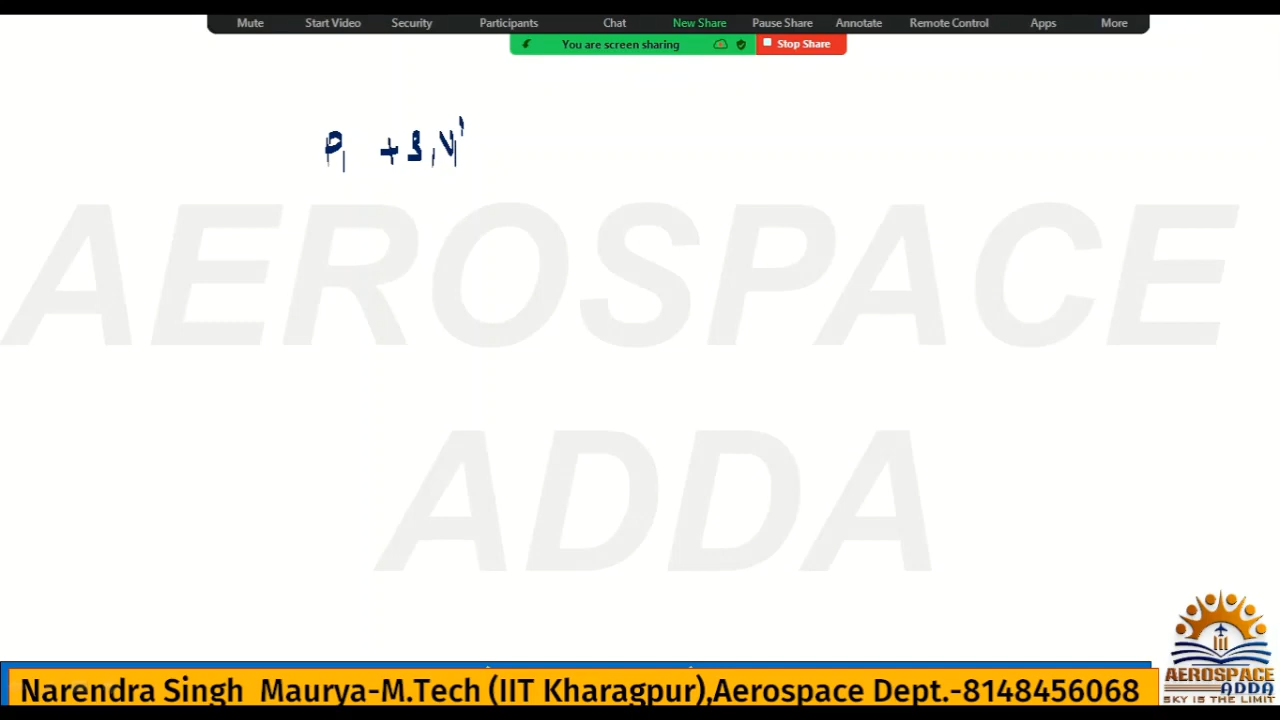 Mute Start Video Security Participants Chat New Share Pause Share Annotate Remote Control Apps More
You are screen sharing Stop Share
P₁ + S₁V₁
AEROSPACE
ADDA
Narendra Singh Maurya-M.Tech (IIT Kharagpur),Aerospace Dept.-8148456068
AEROSPACE
ADDA
SKY IS THE LIMIT